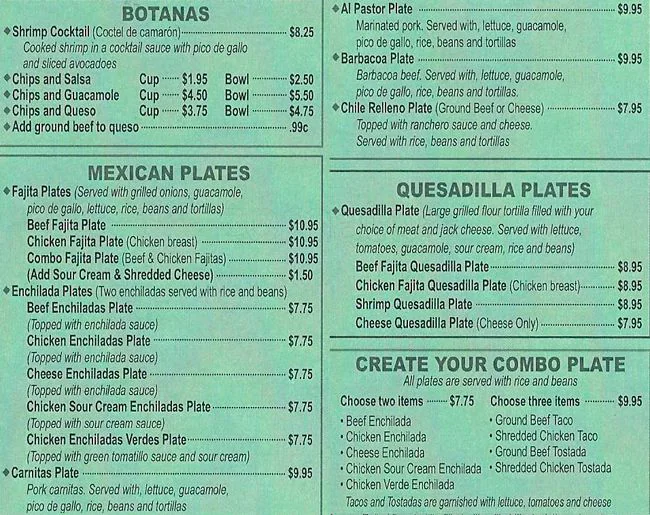 BOTANAS
◆Shrimp Cocktail (Coctel de camarón) $8.25
Cooked shrimp in a cocktail sauce with pico de gallo
and sliced avocadoes
◆Chips and Salsa Cup $1.95 Bowl $2.50
◆Chips and Guacamole Cup $4.50 Bowl $5.50
◆Chips and Queso Cup $3.75 Bowl $4.75
◆Add ground beef to queso .99c
MEXICAN PLATES
◆Fajita Plates (Served with grilled onions, guacamole,
pico de gallo, lettuce, rice, beans and tortillas)
Beef Fajita Plate $10.95
Chicken Fajita Plate (Chicken breast) $10.95
Combo Fajita Plate (Beef & Chicken Fajitas) $10.95
(Add Sour Cream & Shredded Cheese) $1.50
◆Enchilada Plates (Two enchiladas served with rice and beans)
Beef Enchiladas Plate $7.75
(Topped with enchilada sauce)
Chicken Enchiladas Plate $7.75
(Topped with enchilada sauce)
Cheese Enchiladas Plate $7.75
(Topped with enchilada sauce)
Chicken Sour Cream Enchiladas Plate $7.75
(Topped with sour cream sauce)
Chicken Enchiladas Verdes Plate $7.75
(Topped with green tomatillo sauce and sour cream)
◆Carnitas Plate $9.95
Pork carnitas. Served with, lettuce, guacamole,
pico de gallo, rice, beans and tortillas
◆Al Pastor Plate $9.95
Marinated pork. Served with, lettuce, guacamole,
pico de gallo, rice, beans and tortillas
◆Barbacoa Plate $9.95
Barbacoa beef. Served with, lettuce, guacamole,
pico de gallo, rice, beans and tortillas.
◆Chile Relleno Plate (Ground Beef or Cheese) $7.95
Topped with ranchero sauce and cheese.
Served with rice, beans and tortillas
QUESADILLA PLATES
◆Quesadilla Plate (Large grilled flour tortilla filled with your
choice of meat and jack cheese. Served with lettuce,
tomatoes, guacamole, sour cream, rice and beans)
Beef Fajita Quesadilla Plate $8.95
Chicken Fajita Quesadilla Plate (Chicken breast) $8.95
Shrimp Quesadilla Plate $8.95
Cheese Quesadilla Plate (Cheese Only) $7.95
CREATE YOUR COMBO PLATE
All plates are served with rice and beans
Choose two items $7.75 Choose three items $9.95
• Beef Enchilada
• Chicken Enchilada
• Cheese Enchilada
• Chicken Sour Cream Enchilada
• Chicken Verde Enchilada
• Ground Beef Taco
• Shredded Chicken Taco
• Ground Beef Tostada
• Shredded Chicken Tostada
Tacos and Tostadas are garnished with lettuce, tomatoes and cheese